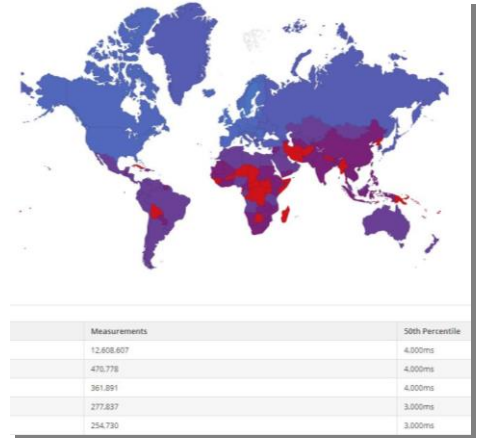 Measurements 50th Percentile
12,608,607 4,000ms
470,778 4,000ms
361,891 4,000ms
277,837 3,000ms
254,730 3,000ms